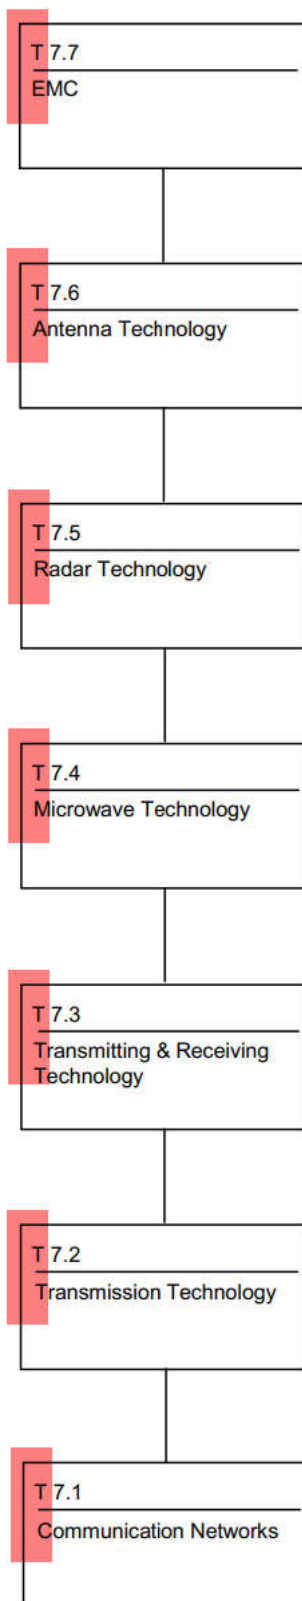 T 7.7
EMC
T 7.6
Antenna Technology
T 7.5
Radar Technology
T 7.4
Microwave Technology
T 7.3
Transmitting & Receiving
Technology
T 7.2
Transmission Technology
T 7.1
Communication Networks